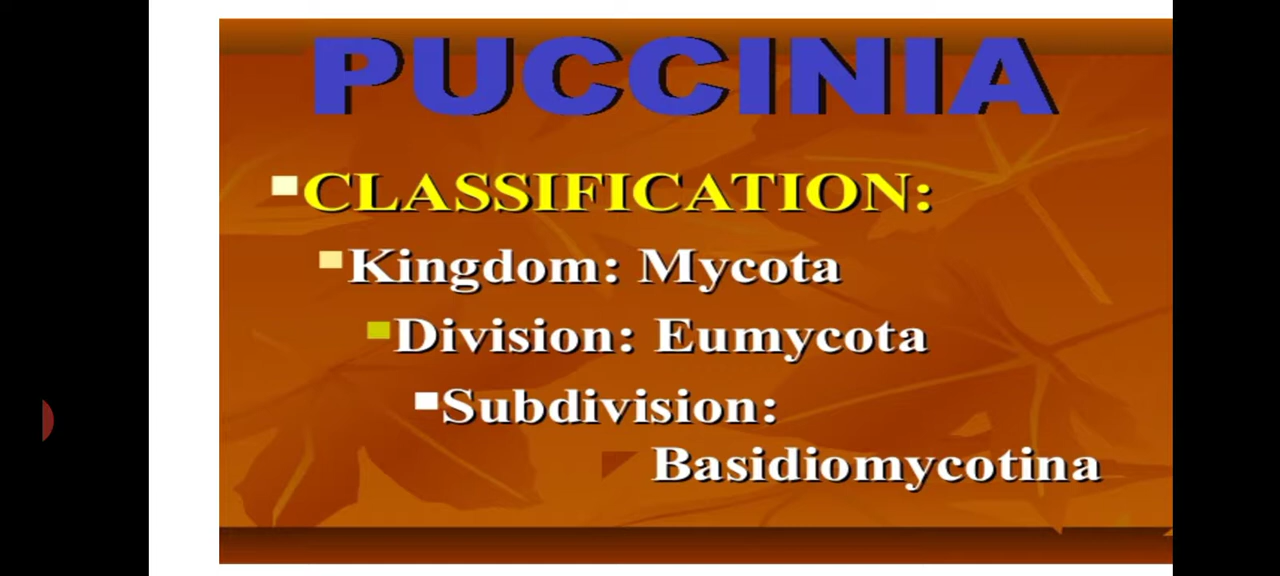 PUCCINIA
CLASSIFICATION:
Kingdom: Mycota
Division: Eumycota
Subdivision:
Basidiomycotina